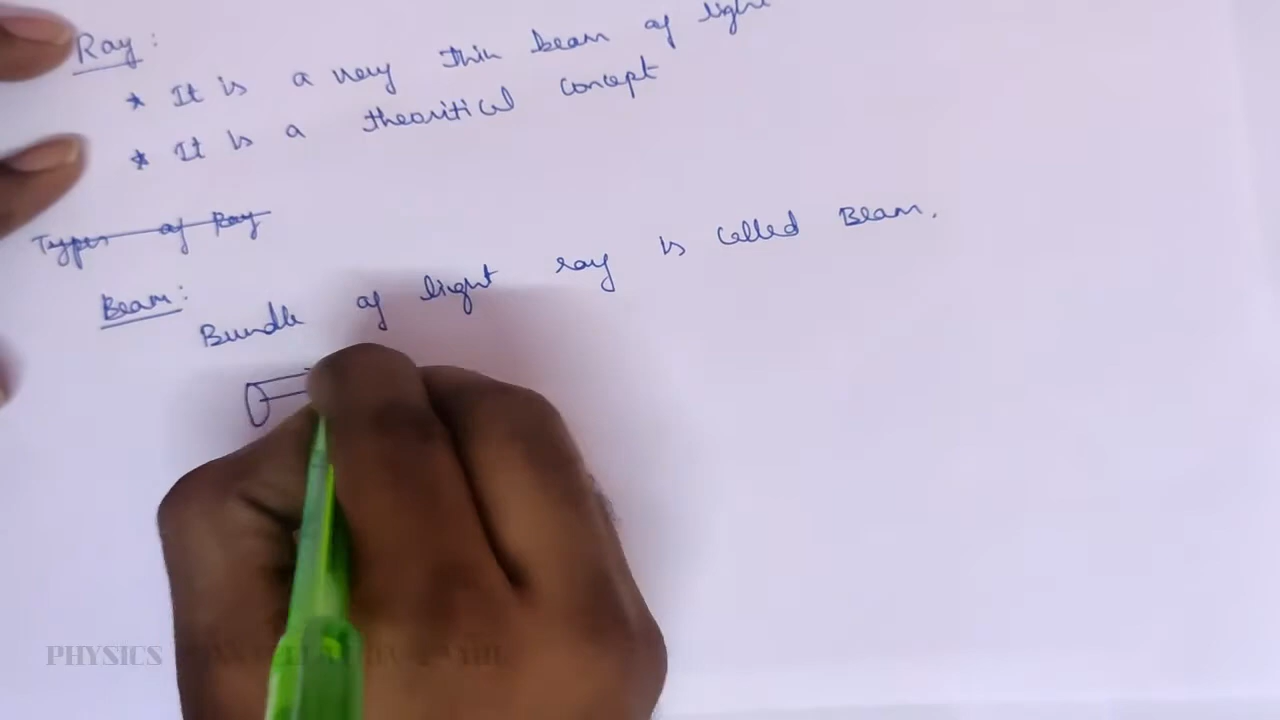 Ray:
* It is a very thin beam of light
* It is a theoritical concept
Types of Ray
Beam:
Bundle of light ray is called Beam.
PHYSICS